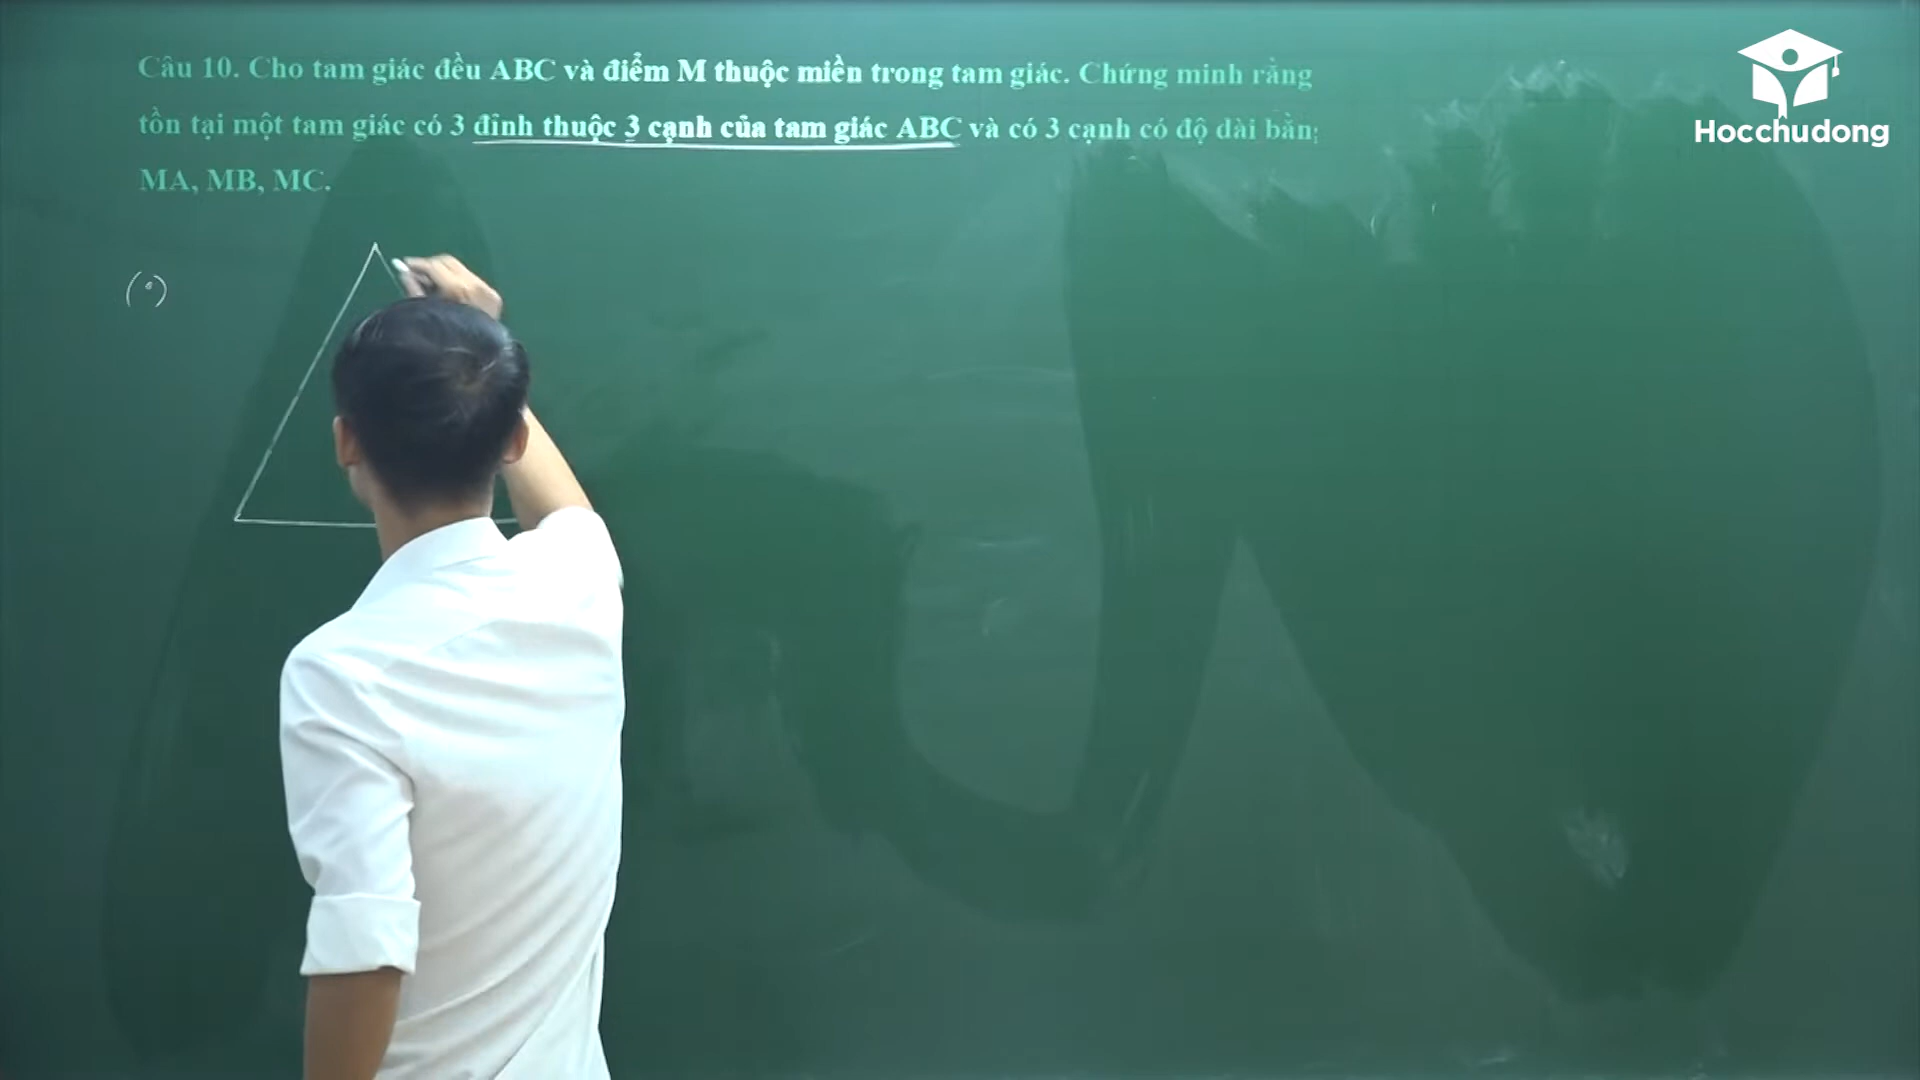 Câu 10. Cho tam giác đều ABC và điểm M thuộc miền trong tam giác. Chứng minh rằng
tồn tại một tam giác có 3 đỉnh thuộc 3 cạnh của tam giác ABC và có 3 cạnh có độ dài bằng
MA, MB, MC.
Hocchudong